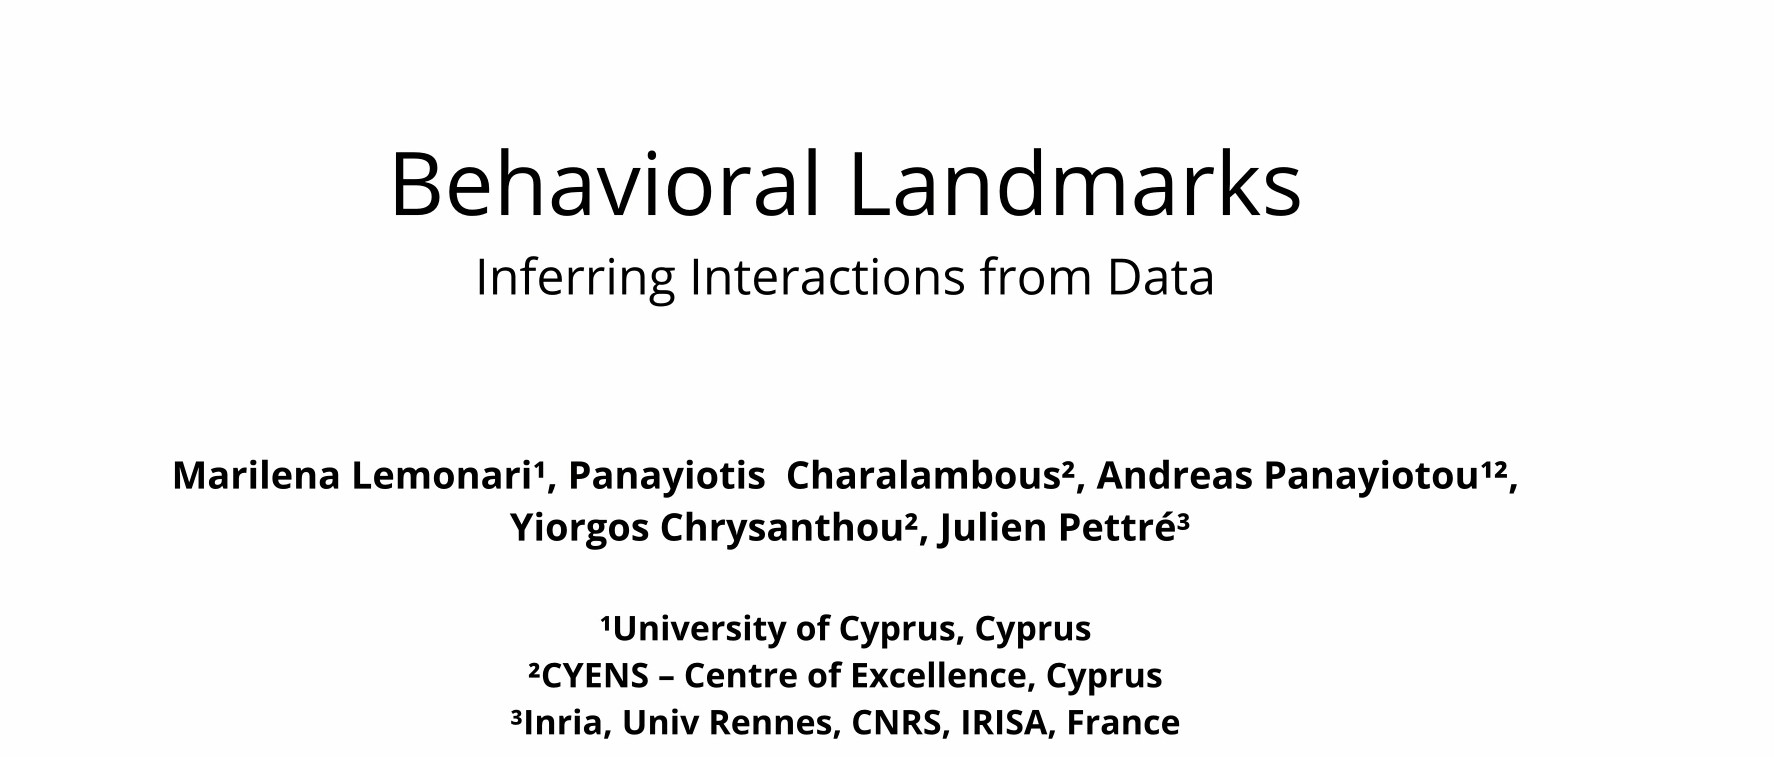 Behavioral Landmarks
Inferring Interactions from Data
Marilena Lemonari¹, Panayiotis  Charalambous², Andreas Panayiotou¹²,
Yiorgos Chrysanthou², Julien Pettré³
¹University of Cyprus, Cyprus
²CYENS – Centre of Excellence, Cyprus
³Inria, Univ Rennes, CNRS, IRISA, France